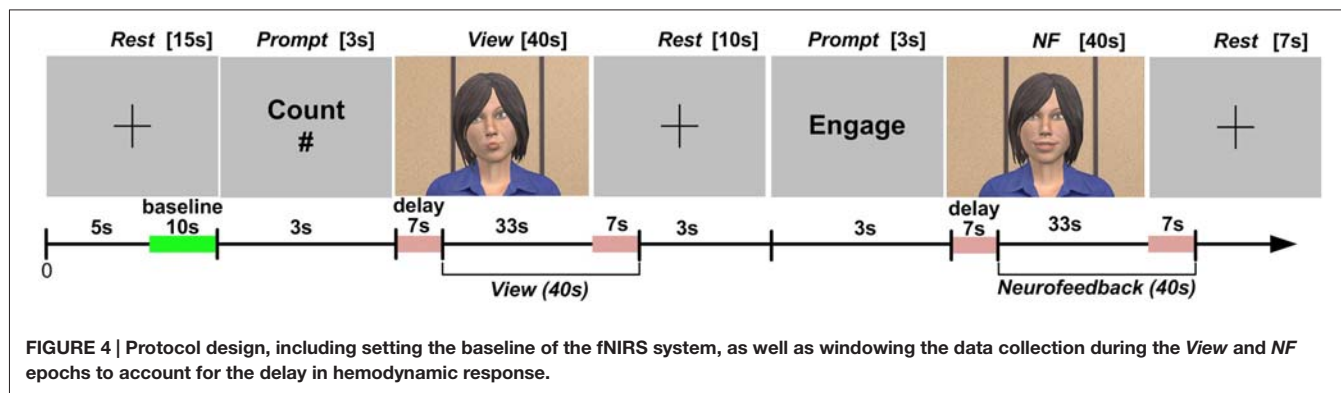 Rest [15s] Prompt [3s] View [40s] Rest [10s] Prompt [3s] NF [40s] Rest [7s]
Count
#
Engage
baseline delay delay
5s 10s 3s 7s 33s 7s 3s 3s 7s 33s 7s
0
View (40s) Neurofeedback (40s)
FIGURE 4 | Protocol design, including setting the baseline of the fNIRS system, as well as windowing the data collection during the View and NF
epochs to account for the delay in hemodynamic response.